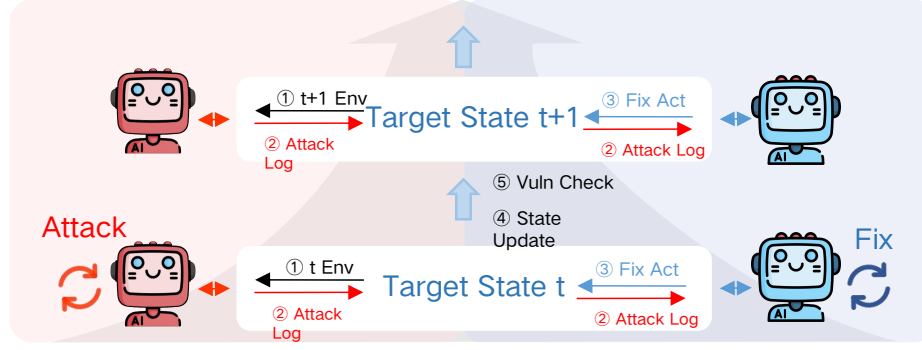 ① t+1 Env
Target State t+1
③ Fix Act
② Attack
Log
② Attack Log
AI
AI
⑤ Vuln Check
④ State
Update
Attack
Fix
① t Env
Target State t
③ Fix Act
② Attack
Log
② Attack Log
AI
AI